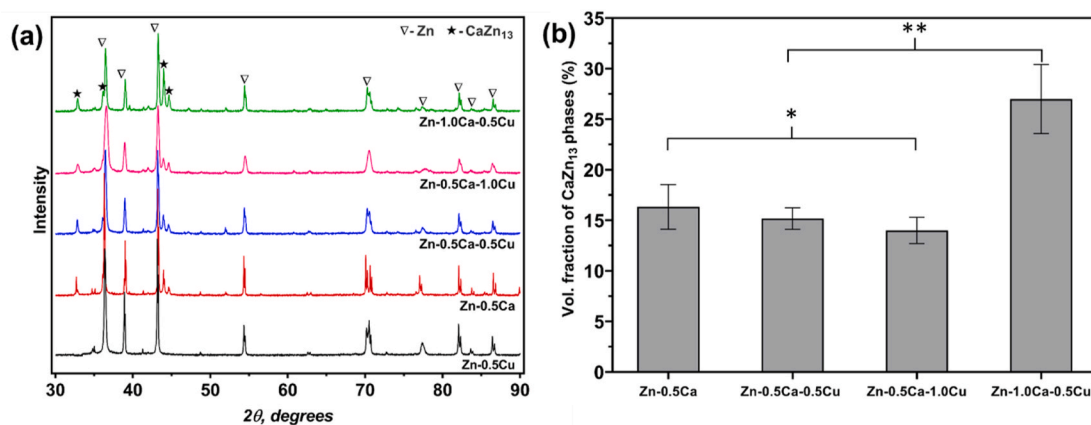 (a)
▽- Zn ★- CaZn13
Zn-1.0Ca-0.5Cu
Zn-0.5Ca-1.0Cu
Zn-0.5Ca-0.5Cu
Zn-0.5Ca
Zn-0.5Cu
Intensity
30 40 50 60 70 80 90
2θ, degrees
(b)
Vol. fraction of CaZn13 phases (%)
35
30
25
20
15
10
5
0
**
*
Zn-0.5Ca Zn-0.5Ca-0.5Cu Zn-0.5Ca-1.0Cu Zn-1.0Ca-0.5Cu